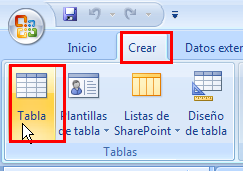 Inicio
Crear
Datos exter
Tabla
Plantillas
de tabla
Listas de
SharePoint
Diseño
de tabla
Tablas